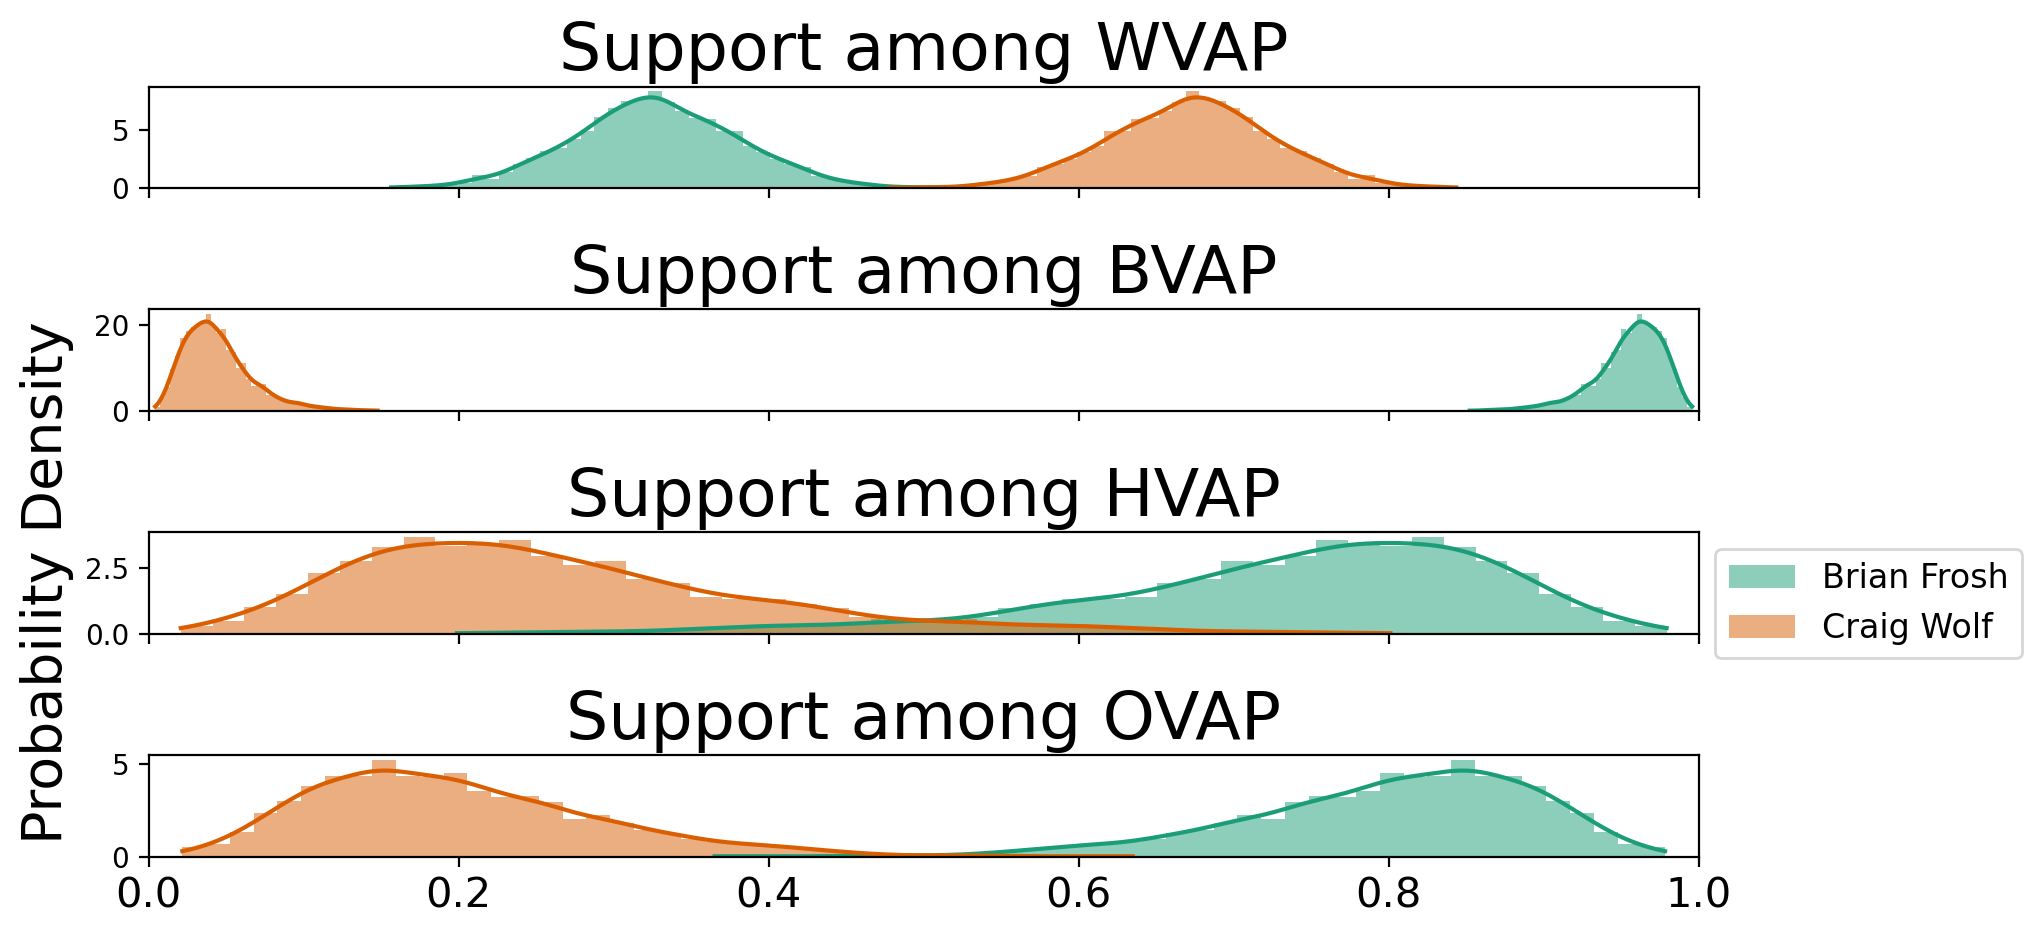 Support among WVAP
5
0
Support among BVAP
20
0
Support among HVAP
2.5
0.0
Support among OVAP
5
0
0.0 0.2 0.4 0.6 0.8 1.0
Probability Density
Brian Frosh
Craig Wolf